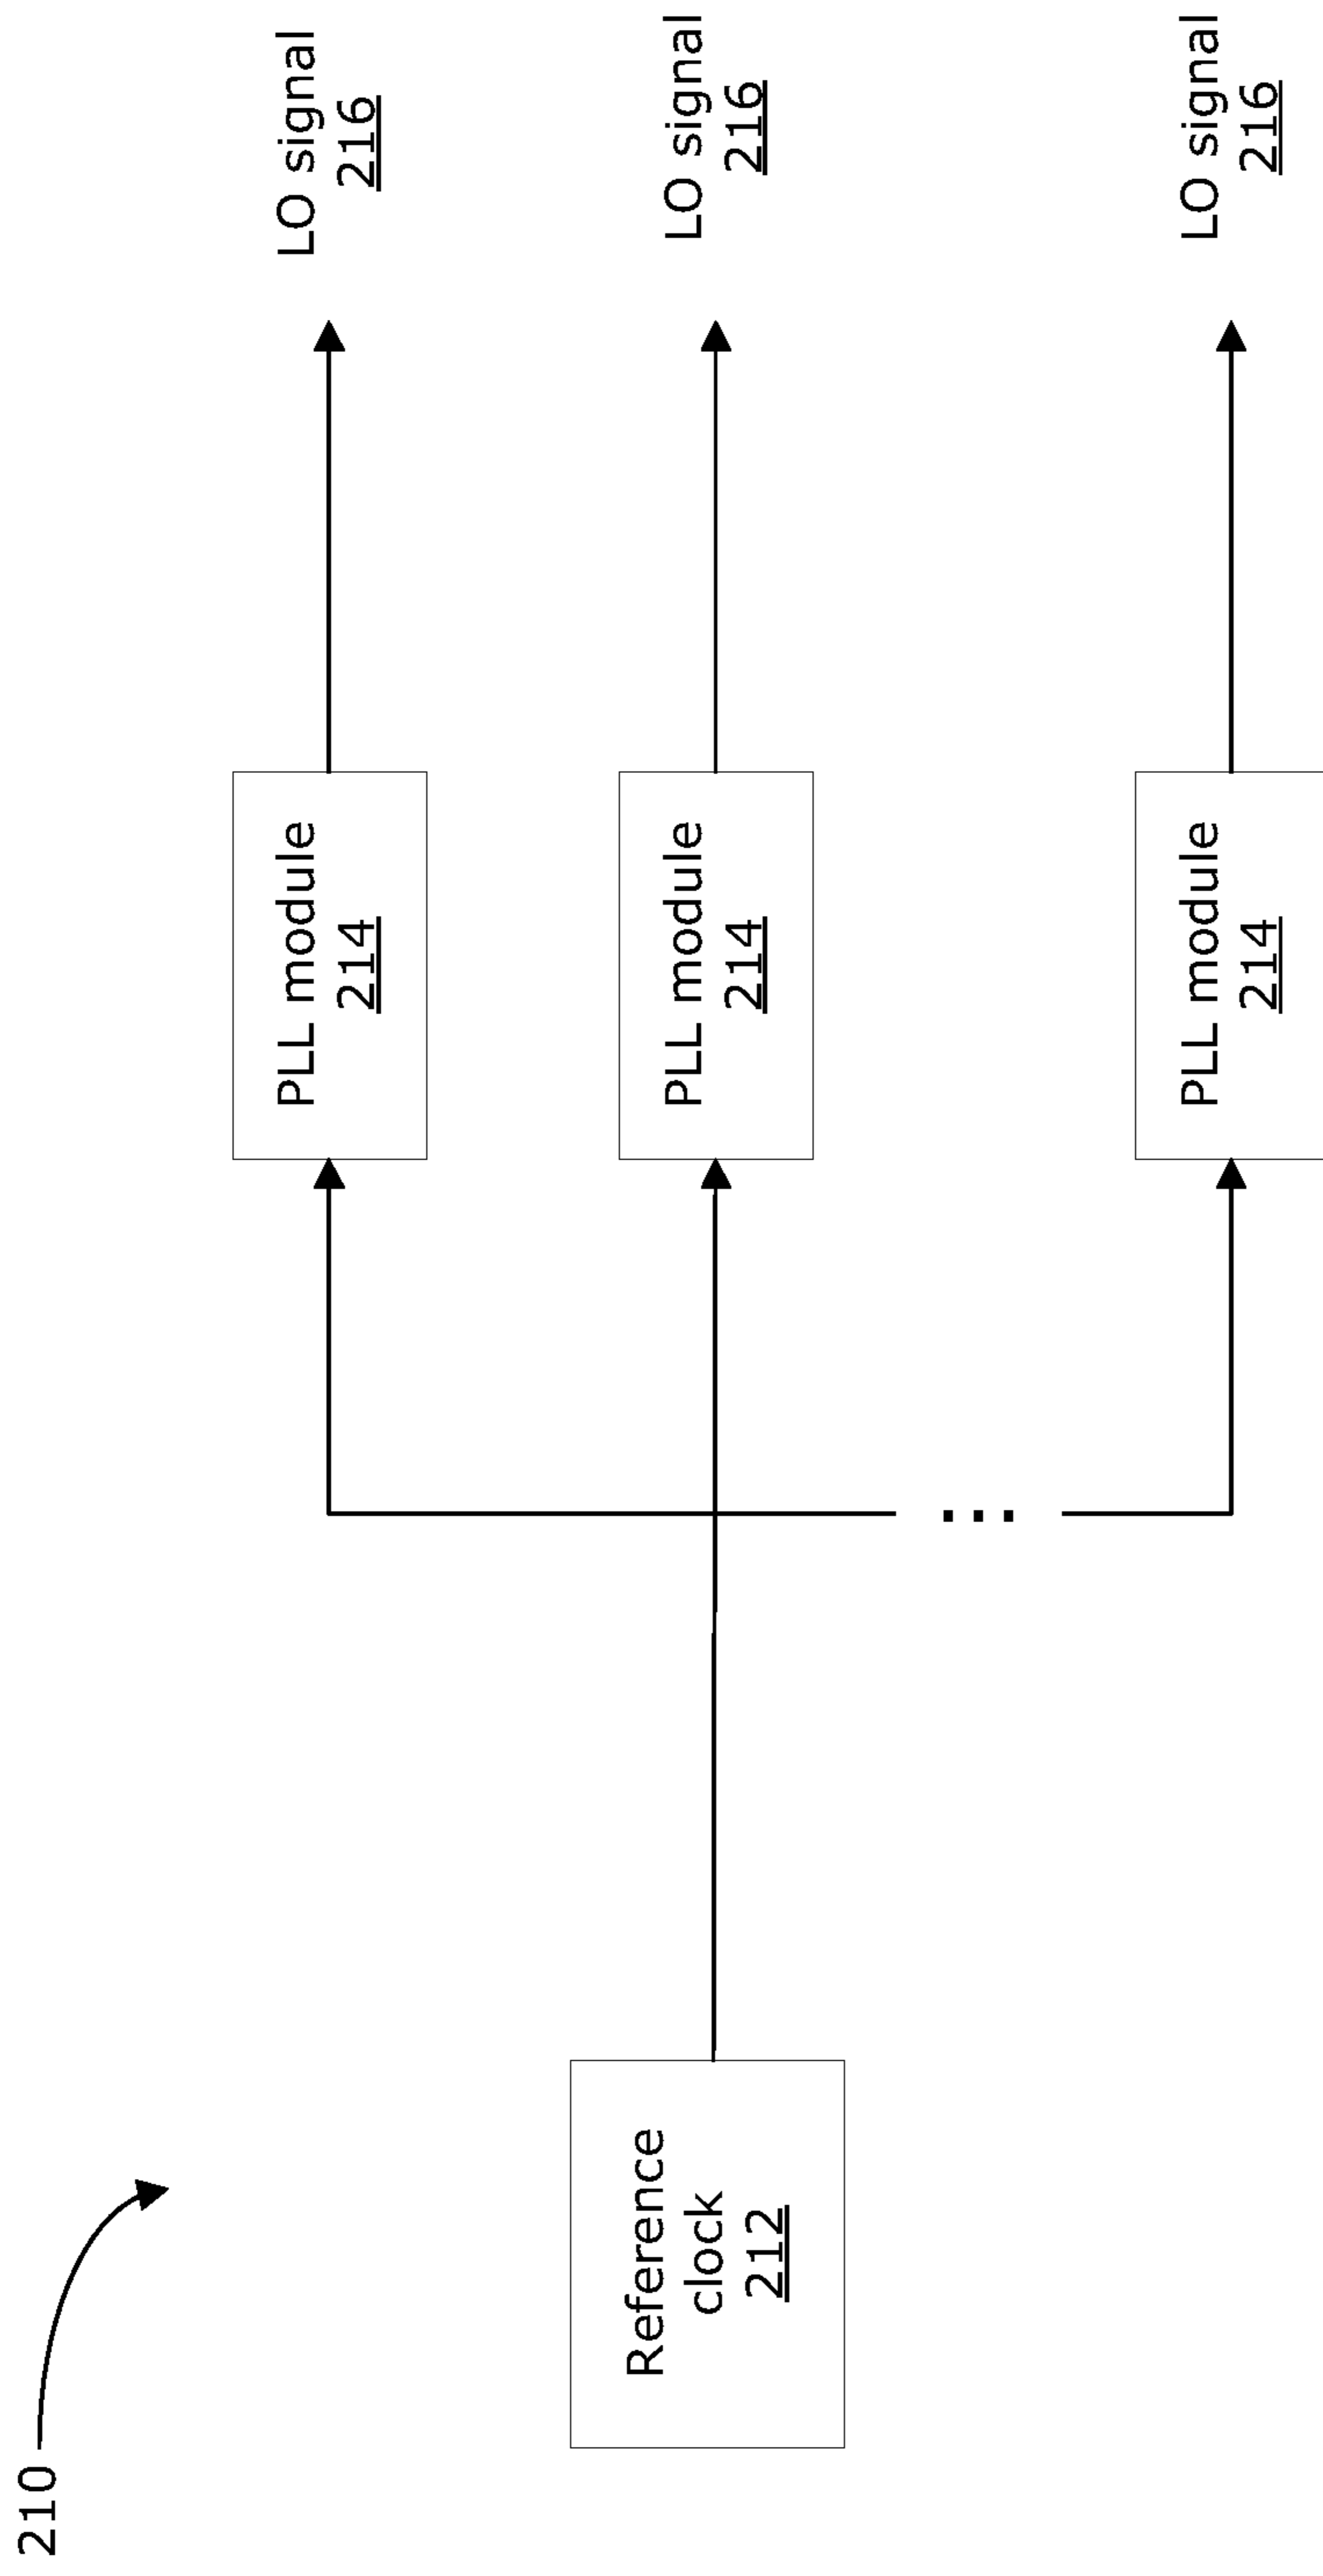 210
Reference
clock
212
PLL module
214
LO signal
216
PLL module
214
LO signal
216
...
PLL module
214
LO signal
216